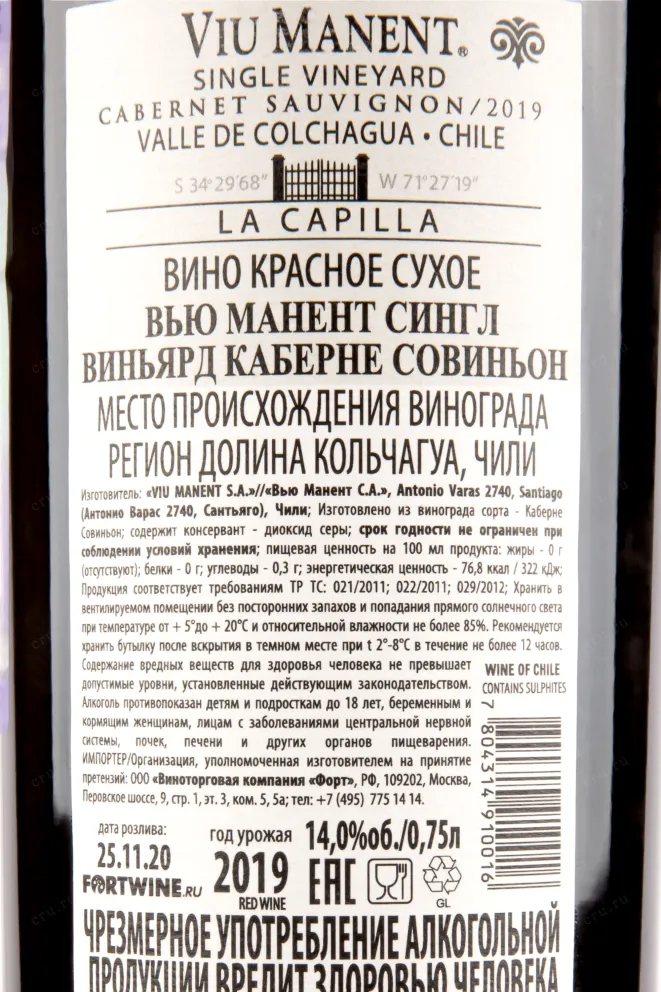 VIU MANENT®
SINGLE VINEYARD
CABERNET SAUVIGNON/2019
VALLE DE COLCHAGUA • CHILE
S 34°29'68" W 71°27'19"
LA CAPILLA
ВИНО КРАСНОЕ СУХОЕ
ВЬЮ МАНЕНТ СИНГЛ
ВИНЬЯРД КАБЕРНЕ СОВИНЬОН
МЕСТО ПРОИСХОЖДЕНИЯ ВИНОГРАДА
РЕГИОН ДОЛИНА КОЛЬЧАГУА, ЧИЛИ
Изготовитель: «VIU MANENT S.A.»//«Вью Манент С.А.», Antonio Varas 2740, Santiago
(Антонио Варас 2740, Сантьяго), Чили; Изготовлено из винограда сорта - Каберне
Совиньон; содержит консервант - диоксид серы; срок годности не ограничен при
соблюдении условий хранения; пищевая ценность на 100 мл продукта: жиры - 0 г
(отсутствуют); белки - 0 г; углеводы - 0,3 г; энергетическая ценность - 76,8 ккал / 322 кДж;
Продукция соответствует требованиям ТР ТС: 021/2011; 022/2011; 029/2012; Хранить в
вентилируемом помещении без посторонних запахов и попадания прямого солнечного света
при температуре от + 5°до + 20°С и относительной влажности не более 85%. Рекомендуется
хранить бутылку после вскрытия в темном месте при t 2°-8°С в течение не более 12 часов.
Содержание вредных веществ для здоровья человека не превышает
допустимые уровни, установленные действующим законодательством.
Алкоголь противопоказан детям и подросткам до 18 лет, беременным и
кормящим женщинам, лицам с заболеваниями центральной нервной
системы, почек, печени и других органов пищеварения.
ИМПОРТЕР/Организация, уполномоченная изготовителем на принятие
претензий: ООО «Виноторговая компания «Форт», РФ, 109202, Москва,
Перовское шоссе, 9, стр. 1, эт. 3, ком. 5, 5а; тел: +7 (495) 775 14 14.
WINE OF CHILE
CONTAINS SULPHITES
7 804314 910016
дата розлива:
25.11.20
FORTWINE.RU
год урожая
2019
RED WINE
14,0%об./0,75л
EAC
GL
ЧРЕЗМЕРНОЕ УПОТРЕБЛЕНИЕ АЛКОГОЛЬНОЙ
ПРОДУКЦИИ ВРЕДИТ ЗДОРОВЬЮ ЧЕЛОВЕКА